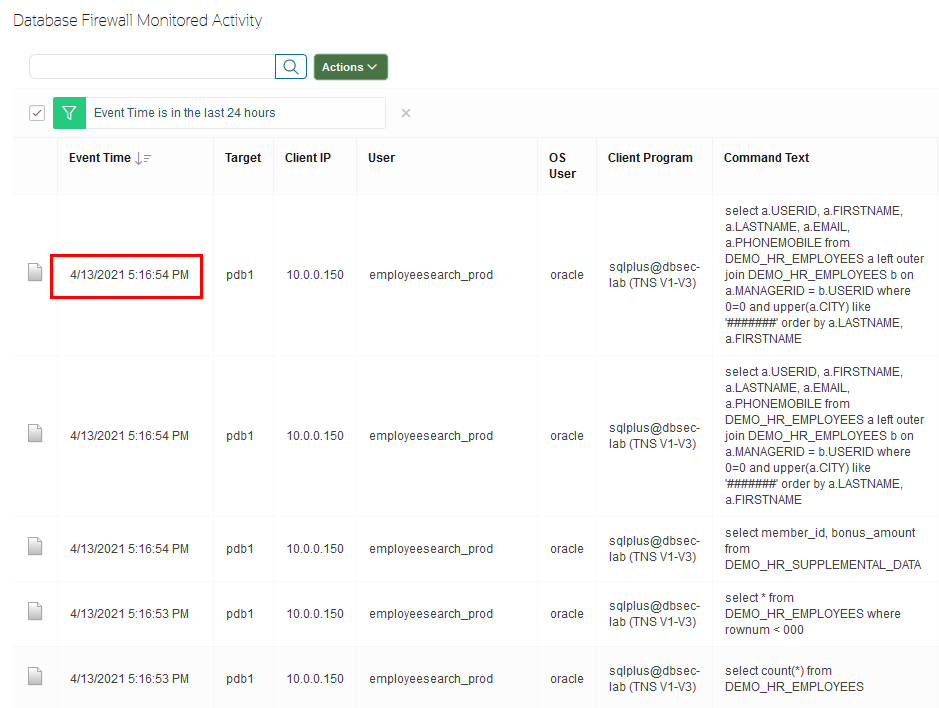 Database Firewall Monitored Activity
Actions
Event Time is in the last 24 hours
Event Time Target Client IP User OS User Client Program Command Text
4/13/2021 5:16:54 PM pdb1 10.0.0.150 employeesearch_prod oracle sqlplus@dbsec-
lab (TNS V1-V3)
select a.USERID, a.FIRSTNAME,
a.LASTNAME, a.EMAIL,
a.PHONEMOBILE from
DEMO_HR_EMPLOYEES a left outer
join DEMO_HR_EMPLOYEES b on
a.MANAGERID = b.USERID where
0=0 and upper(a.CITY) like
'#######' order by a.LASTNAME,
a.FIRSTNAME
4/13/2021 5:16:54 PM pdb1 10.0.0.150 employeesearch_prod oracle sqlplus@dbsec-
lab (TNS V1-V3)
select a.USERID, a.FIRSTNAME,
a.LASTNAME, a.EMAIL,
a.PHONEMOBILE from
DEMO_HR_EMPLOYEES a left outer
join DEMO_HR_EMPLOYEES b on
a.MANAGERID = b.USERID where
0=0 and upper(a.CITY) like
'#######' order by a.LASTNAME,
a.FIRSTNAME
4/13/2021 5:16:54 PM pdb1 10.0.0.150 employeesearch_prod oracle sqlplus@dbsec-
lab (TNS V1-V3)
select member_id, bonus_amount
from
DEMO_HR_SUPPLEMENTAL_DATA
4/13/2021 5:16:53 PM pdb1 10.0.0.150 employeesearch_prod oracle sqlplus@dbsec-
lab (TNS V1-V3)
select * from
DEMO_HR_EMPLOYEES where
rownum < 000
4/13/2021 5:16:53 PM pdb1 10.0.0.150 employeesearch_prod oracle sqlplus@dbsec-
lab (TNS V1-V3)
select count(*) from
DEMO_HR_EMPLOYEES